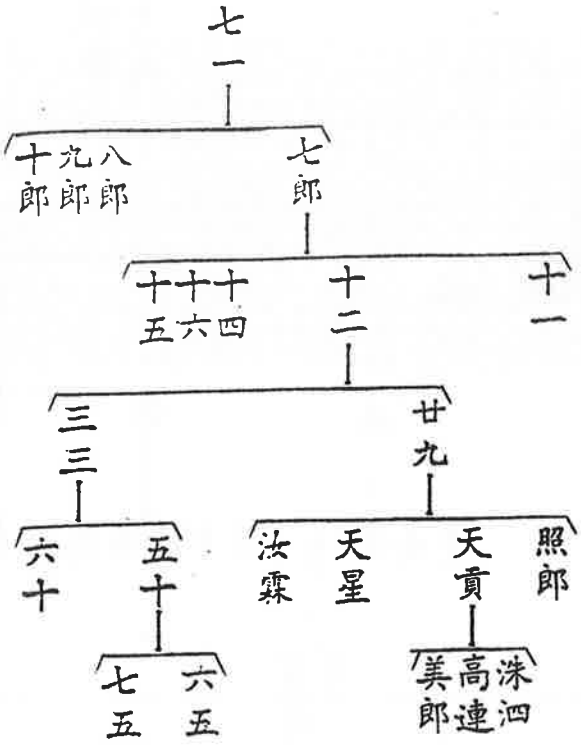 七一
七郎
八郎
九郎
十郎
十一
十二
十四
十六
十五
廿九
三三
照郎
天貢
天星
汝霖
五十
六十
洙泗
高連
美郎
六五
七五